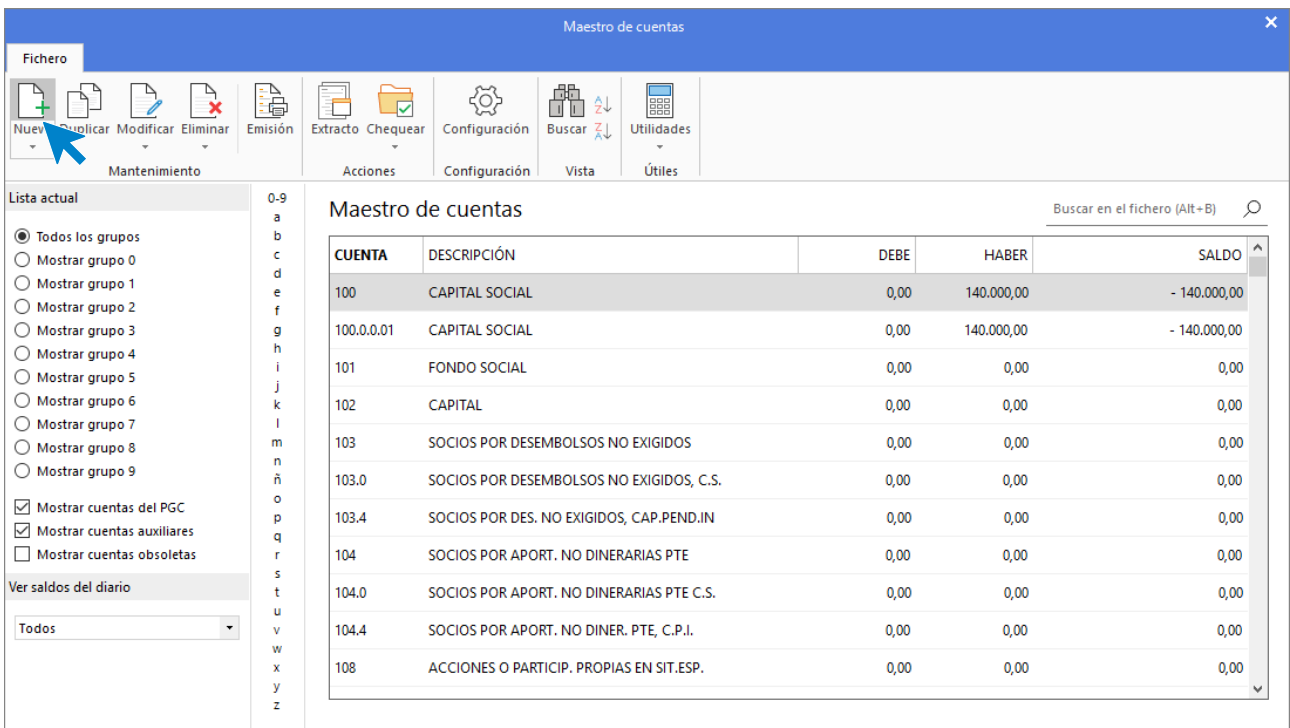 Maestro de cuentas
Fichero
Duplicar Modificar Eliminar Emisión Extracto Chequear Configuración Buscar Utilidades
Mantenimiento Acciones Configuración Vista Útiles
Lista actual
Todos los grupos
Mostrar grupo 0
Mostrar grupo 1
Mostrar grupo 2
Mostrar grupo 3
Mostrar grupo 4
Mostrar grupo 5
Mostrar grupo 6
Mostrar grupo 7
Mostrar grupo 8
Mostrar grupo 9
Mostrar cuentas del PGC
Mostrar cuentas auxiliares
Mostrar cuentas obsoletas
Ver saldos del diario
Todos
0-9
a
b
c
d
e
f
g
h
i
j
k
l
m
n
ñ
o
p
q
r
s
t
u
v
w
x
y
z
Maestro de cuentas
Buscar en el fichero (Alt+B)
CUENTA DESCRIPCIÓN DEBE HABER SALDO
100 CAPITAL SOCIAL 0,00 140.000,00 - 140.000,00
100.0.0.01 CAPITAL SOCIAL 0,00 140.000,00 - 140.000,00
101 FONDO SOCIAL 0,00 0,00 0,00
102 CAPITAL 0,00 0,00 0,00
103 SOCIOS POR DESEMBOLSOS NO EXIGIDOS 0,00 0,00 0,00
103.0 SOCIOS POR DESEMBOLSOS NO EXIGIDOS, C.S. 0,00 0,00 0,00
103.4 SOCIOS POR DES. NO EXIGIDOS, CAP.PEND.IN 0,00 0,00 0,00
104 SOCIOS POR APORT. NO DINERARIAS PTE 0,00 0,00 0,00
104.0 SOCIOS POR APORT. NO DINERARIAS PTE C.S. 0,00 0,00 0,00
104.4 SOCIOS POR APORT. NO DINER. PTE, C.P.I. 0,00 0,00 0,00
108 ACCIONES O PARTICIP. PROPIAS EN SIT.ESP. 0,00 0,00 0,00